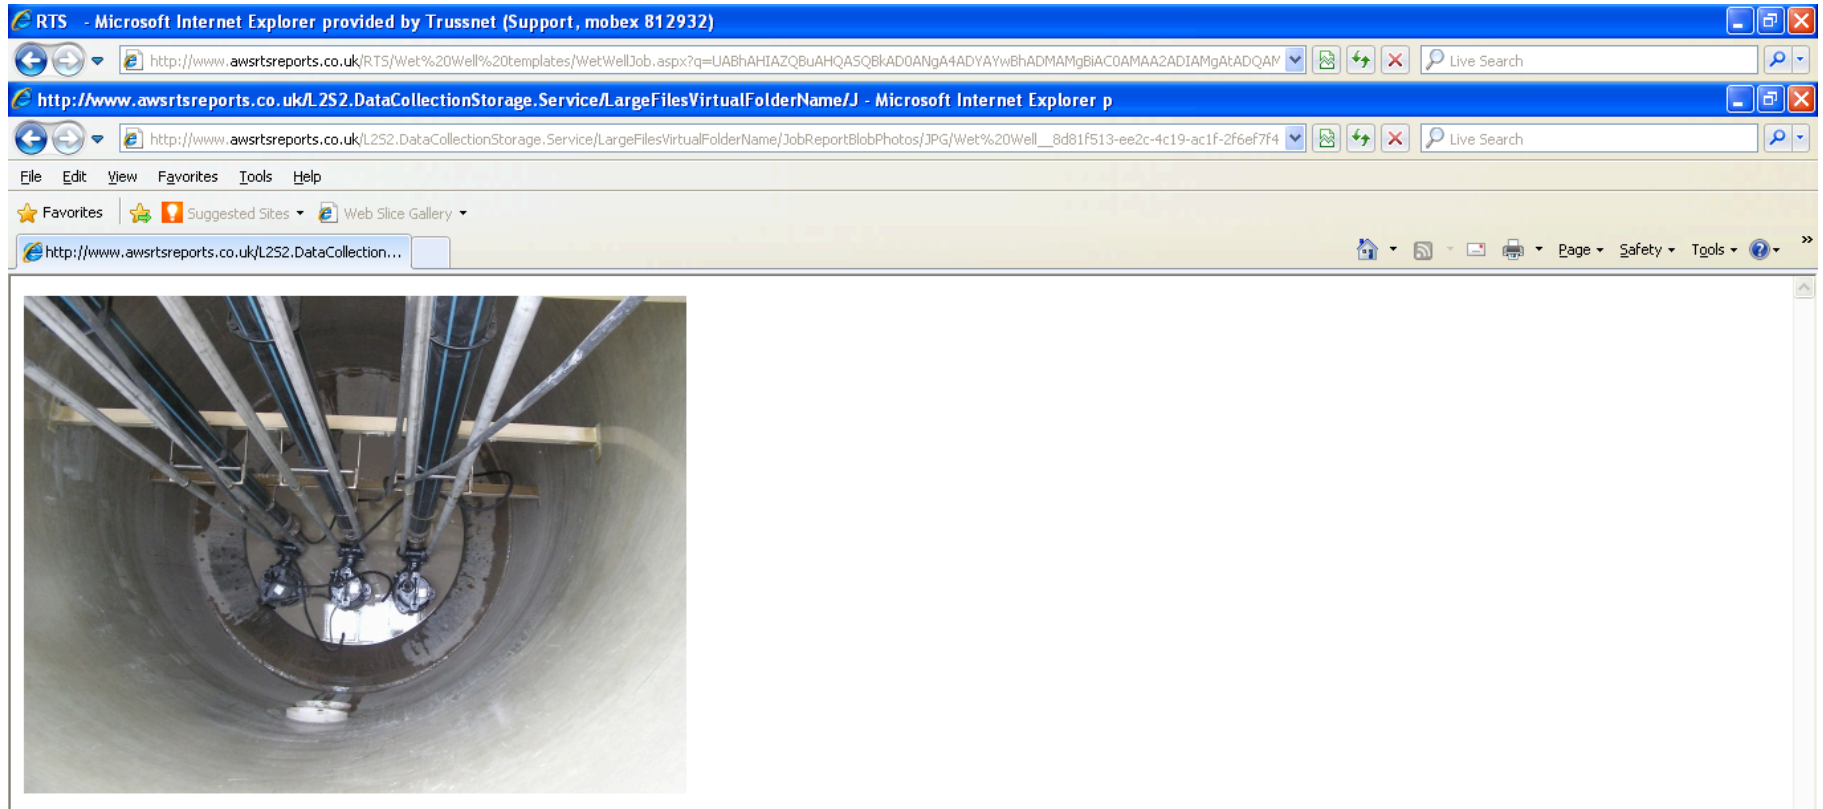 RTS - Microsoft Internet Explorer provided by Trussnet (Support, mobex 812932)
http://www.awsrtsreports.co.uk/RTS/Wet%20Well%20templates/WetWellJob.aspx?q=UABhAHIAZQBuAHQASQBkAD0ANgA4ADYAYwBhADMAMgBiAC0AMAA2ADIAMgAtADQAM
Live Search
http://www.awsrtsreports.co.uk/L2S2.DataCollectionStorage.Service/LargeFilesVirtualFolderName/J - Microsoft Internet Explorer p
http://www.awsrtsreports.co.uk/L2S2.DataCollectionStorage.Service/LargeFilesVirtualFolderName/JobReportBlobPhotos/JPG/Wet%20Well__8d81f513-ee2c-4c19-ac1f-2f6ef7f4
Live Search
File Edit View Favorites Tools Help
Favorites Suggested Sites Web Slice Gallery
http://www.awsrtsreports.co.uk/L2S2.DataCollection...
Page Safety Tools »